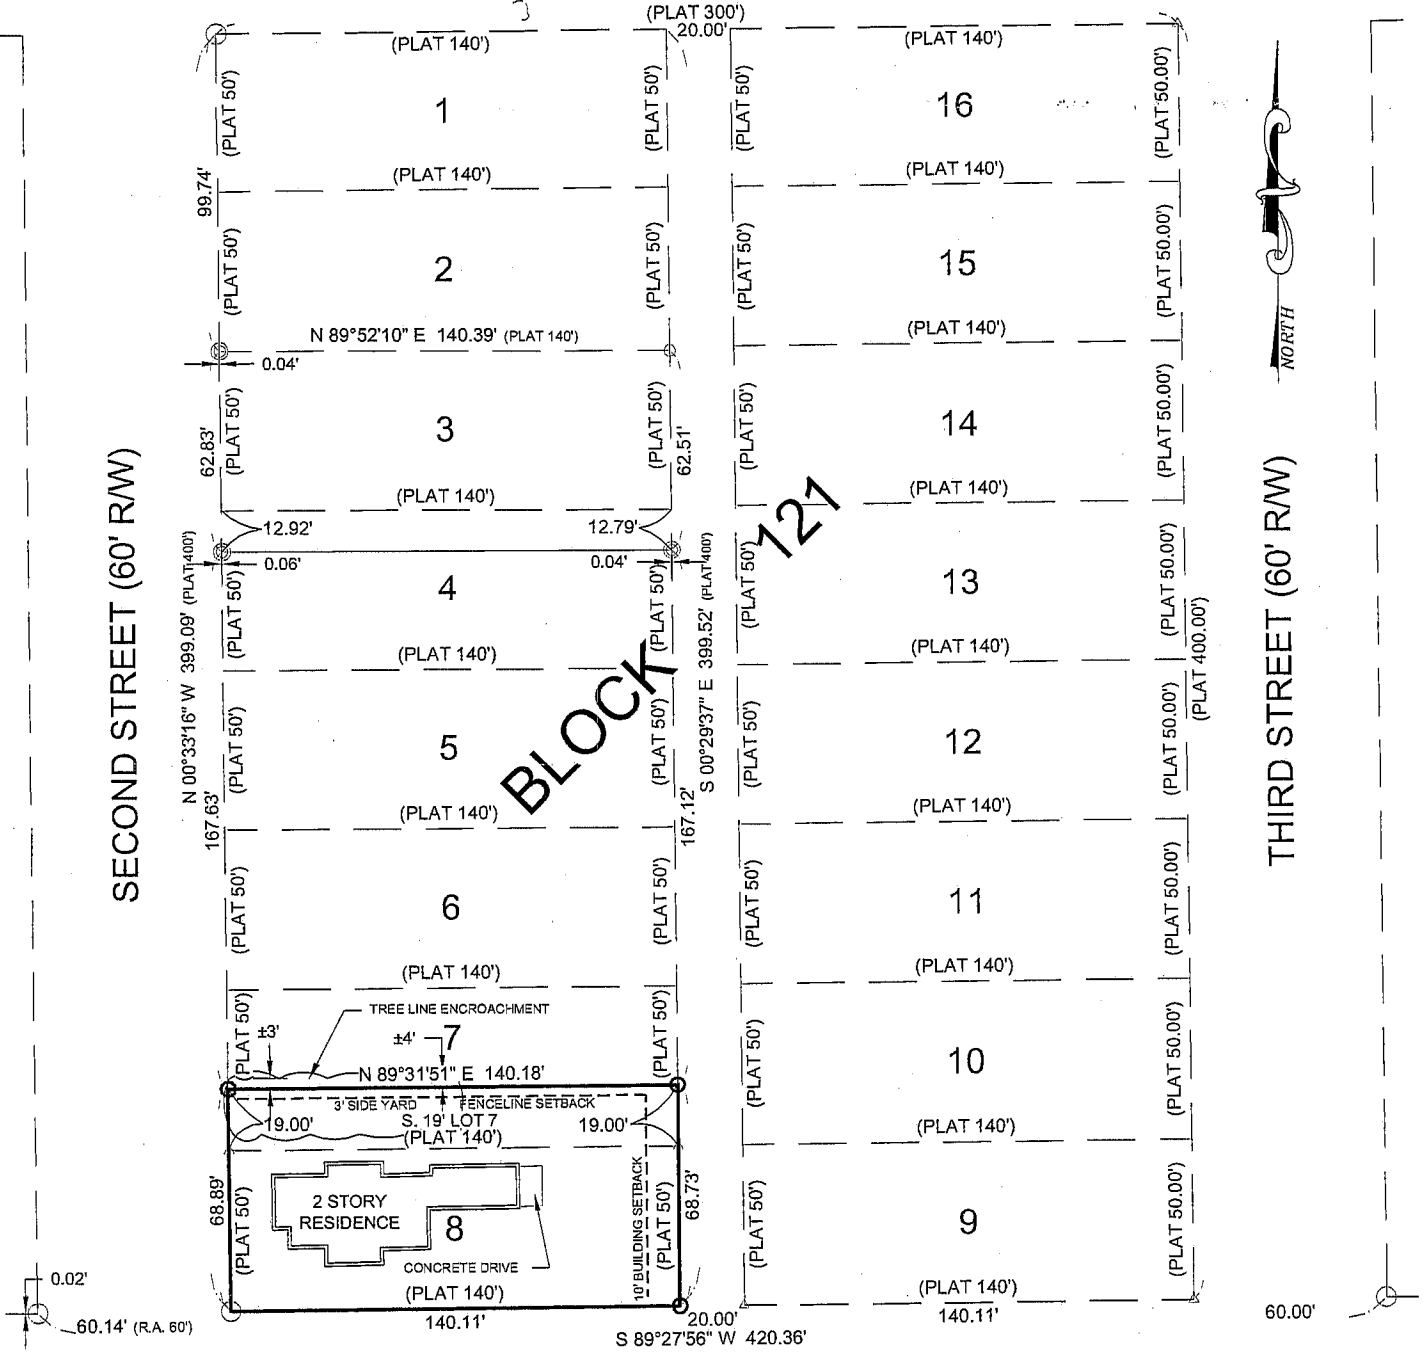 (PLAT 300')
20.00'
(PLAT 140')
(PLAT 140')
(PLAT 50')
1
(PLAT 50')
(PLAT 50')
16
(PLAT 50.00')
(PLAT 140')
(PLAT 140')
99.74'
(PLAT 50')
2
(PLAT 50')
(PLAT 50')
15
(PLAT 50.00')
N 89°52'10" E 140.39' (PLAT 140')
(PLAT 140')
NORTH
0.04'
62.83'
(PLAT 50')
3
(PLAT 50')
62.51'
(PLAT 50')
14
(PLAT 50.00')
(PLAT 140')
(PLAT 140')
12.92'
12.79'
0.06'
0.04'
SECOND STREET (60' R/W)
N 00°33'16" W 399.09' (PLAT 400')
(PLAT 50')
4
(PLAT 50')
S 00°29'37" E 399.52' (PLAT 400')
(PLAT 50')
13
(PLAT 50.00')
(PLAT 400.00')
THIRD STREET (60' R/W)
BLOCK 121
(PLAT 140')
(PLAT 140')
167.63'
(PLAT 50')
5
(PLAT 50')
167.12'
(PLAT 50')
12
(PLAT 50.00')
(PLAT 140')
(PLAT 140')
(PLAT 50')
6
(PLAT 50')
(PLAT 50')
11
(PLAT 50.00')
(PLAT 140')
(PLAT 140')
TREE LINE ENCROACHMENT
(PLAT 50')
±3'
±4'
7
(PLAT 50')
(PLAT 50')
10
(PLAT 50.00')
N 89°31'51" E 140.18'
3' SIDE YARD FENCELINE SETBACK
19.00'
S. 19' LOT 7
19.00'
(PLAT 140')
(PLAT 140')
68.89'
(PLAT 50')
2 STORY
RESIDENCE
8
CONCRETE DRIVE
10' BUILDING SETBACK
(PLAT 50')
68.73'
(PLAT 50')
9
(PLAT 50.00')
(PLAT 140')
(PLAT 140')
0.02'
60.14' (R.A. 60')
140.11'
20.00'
140.11'
60.00'
S 89°27'56" W 420.36'